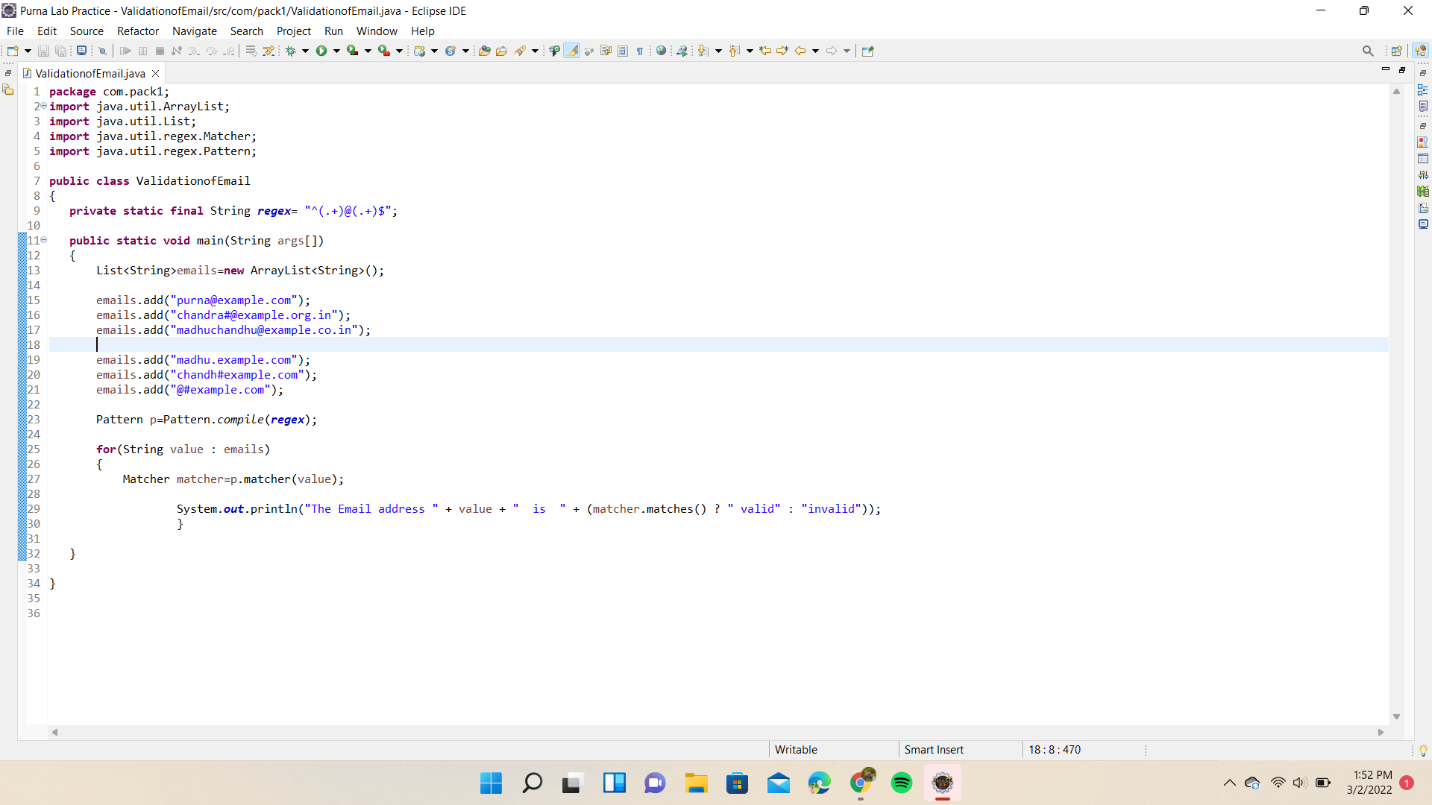 Purna Lab Practice - ValidationofEmail/src/com/pack1/ValidationofEmail.java - Eclipse IDE
File Edit Source Refactor Navigate Search Project Run Window Help
ValidationofEmail.java
1 package com.pack1;
2 import java.util.ArrayList;
3 import java.util.List;
4 import java.util.regex.Matcher;
5 import java.util.regex.Pattern;
6
7 public class ValidationofEmail
8 {
9 private static final String regex= "^(.+)@(.+)$";
10
11 public static void main(String args[])
12 {
13 List<String>emails=new ArrayList<String>();
14
15 emails.add("purna@example.com");
16 emails.add("chandra#@example.org.in");
17 emails.add("madhuchandhu@example.co.in");
18
19 emails.add("madhu.example.com");
20 emails.add("chandh#example.com");
21 emails.add("@#example.com");
22
23 Pattern p=Pattern.compile(regex);
24
25 for(String value : emails)
26 {
27 Matcher matcher=p.matcher(value);
28
29 System.out.println("The Email address " + value + "  is  " + (matcher.matches() ? " valid" : "invalid"));
30 }
31
32 }
33
34 }
35
36
Writable Smart Insert 18 : 8 : 470
1:52 PM
3/2/2022
1